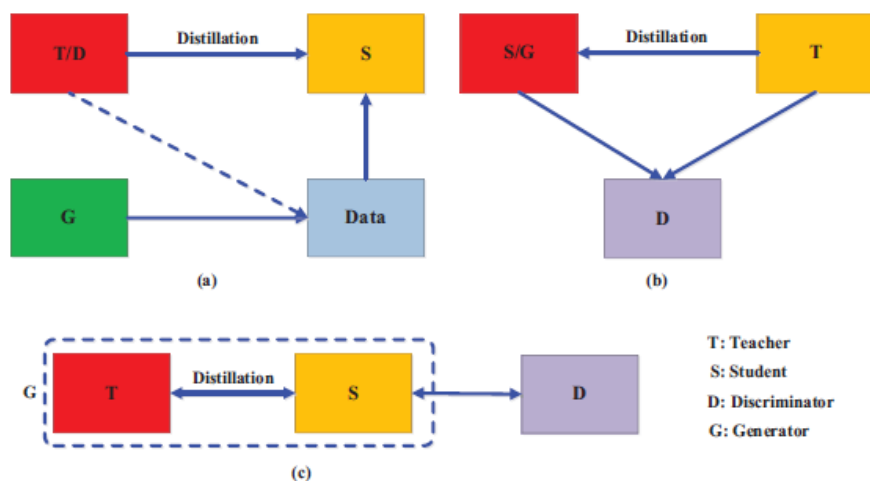 T/D
Distillation
S
G
Data
(a)
S/G
Distillation
T
D
(b)
G
T
Distillation
S
D
(c)
T: Teacher
S: Student
D: Discriminator
G: Generator